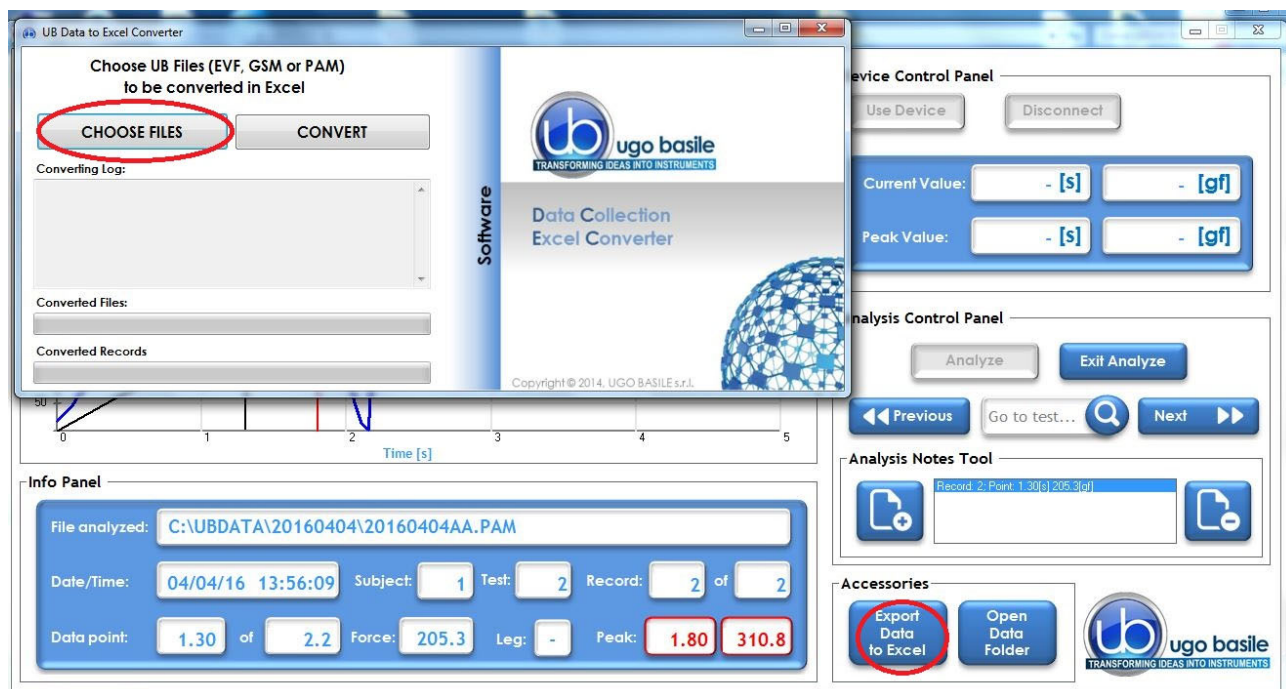 UB Data to Excel Converter
Choose UB Files (EVF, GSM or PAM)
to be converted in Excel
CHOOSE FILES
CONVERT
Converting Log:
Converted Files:
Converted Records
Software
ub ugo basile
TRANSFORMING IDEAS INTO INSTRUMENTS
Data Collection
Excel Converter
Copyright © 2014, UGO BASILE s.r.l.
evice Control Panel
Use Device
Disconnect
Current Value: - [s] - [gf]
Peak Value: - [s] - [gf]
nalysis Control Panel
Analyze
Exit Analyze
Previous
Go to test...
Next
Analysis Notes Tool
Record: 2; Point: 1.30[s] 205.3[gf]
50
0 1 2 3 4 5
Time [s]
Info Panel
File analyzed: C:\UBDATA\20160404\20160404AA.PAM
Date/Time: 04/04/16 13:56:09 Subject: 1 Test: 2 Record: 2 of 2
Data point: 1.30 of 2.2 Force: 205.3 Leg: - Peak: 1.80 310.8
Accessories
Export
Data
to Excel
Open
Data
Folder
ub ugo basile
TRANSFORMING IDEAS INTO INSTRUMENTS